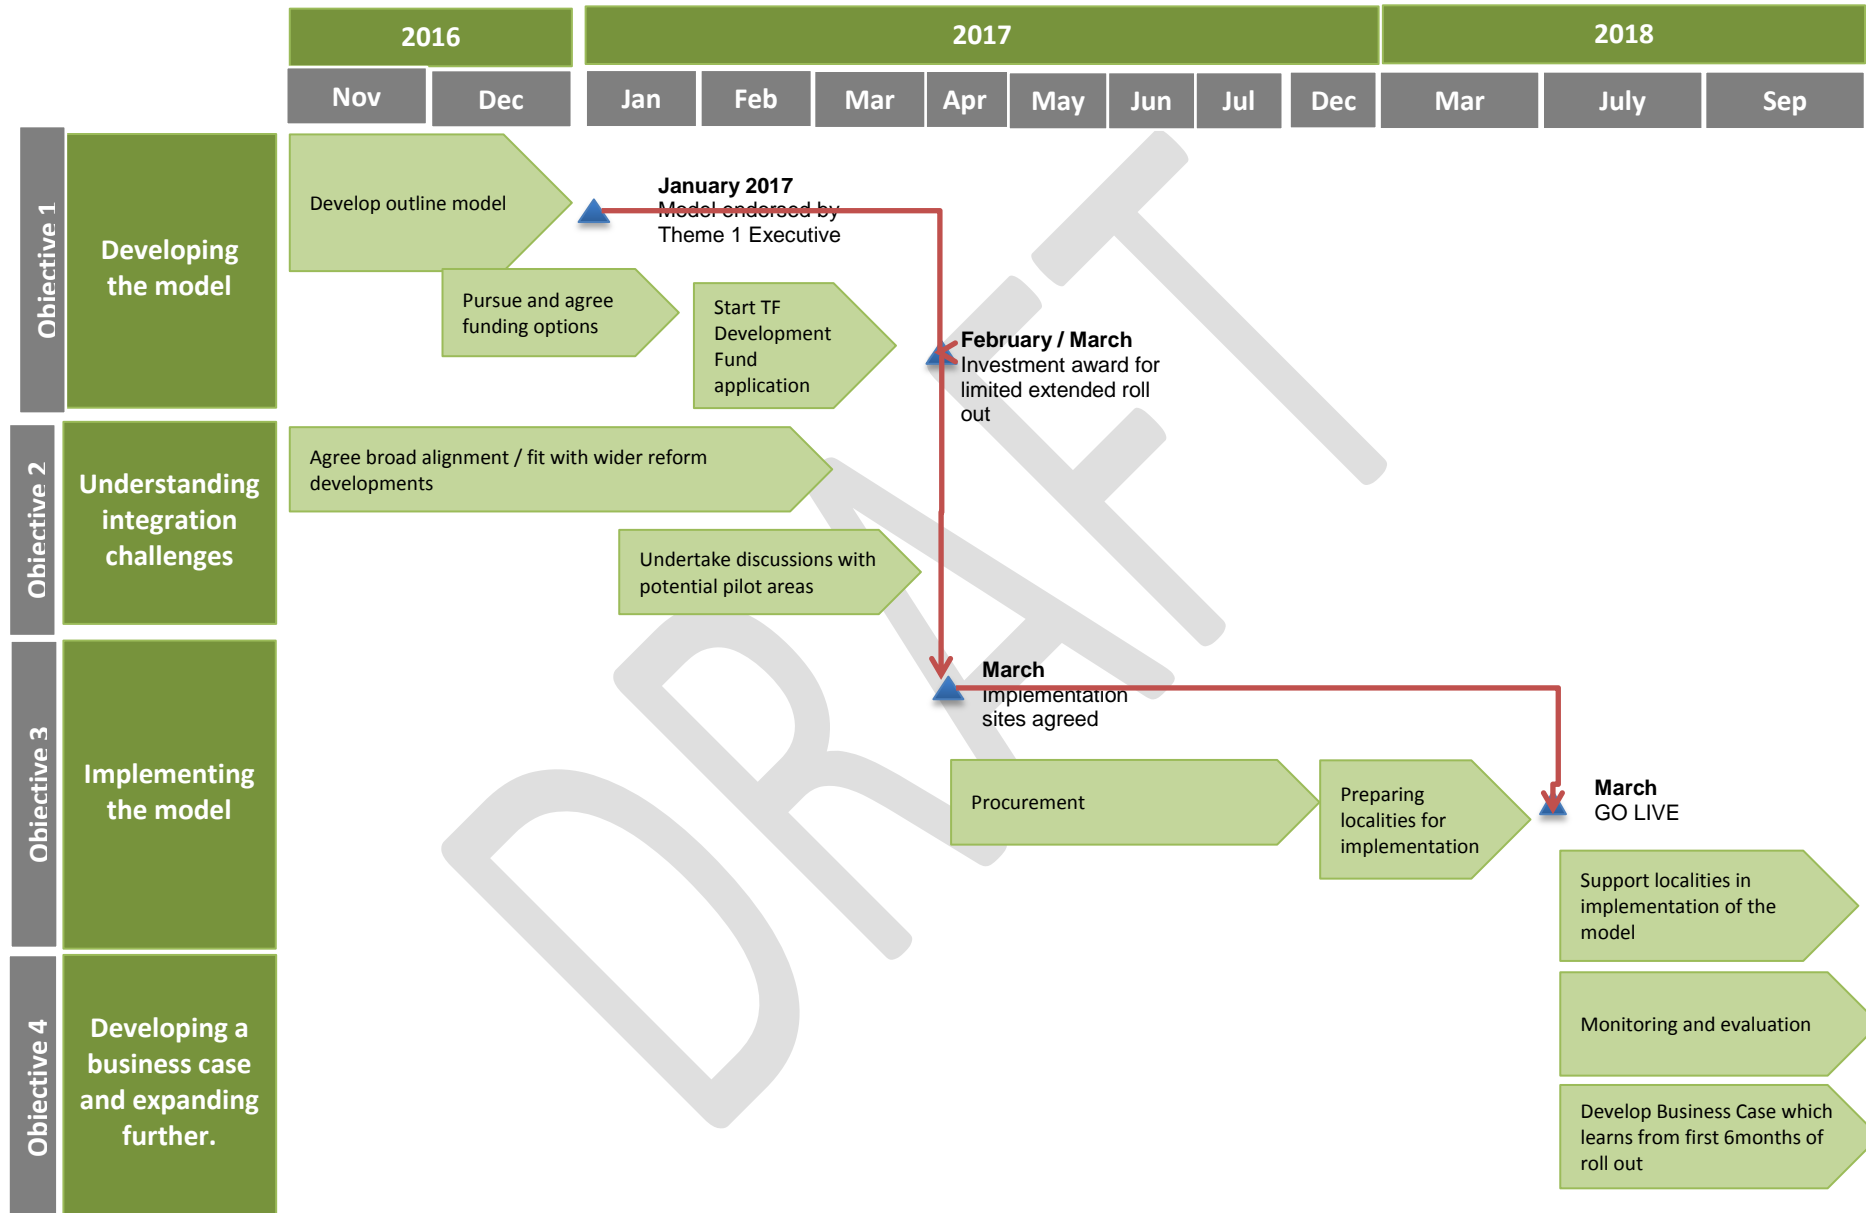 2016
2017
2018
Nov
Dec
Jan
Feb
Mar
Apr
May
Jun
Jul
Dec
Mar
July
Sep
Objective 1
Developing
the model
Develop outline model
January 2017
Model endorsed by
Theme 1 Executive
Pursue and agree
funding options
Start TF
Development
Fund
application
February / March
Investment award for
limited extended roll
out
Objective 2
Understanding
integration
challenges
Agree broad alignment / fit with wider reform
developments
Undertake discussions with
potential pilot areas
Objective 3
Implementing
the model
March
Implementation
sites agreed
Procurement
Preparing
localities for
implementation
March
GO LIVE
Support localities in
implementation of the
model
Objective 4
Developing a
business case
and expanding
further.
Monitoring and evaluation
Develop Business Case which
learns from first 6months of
roll out
DRAFT